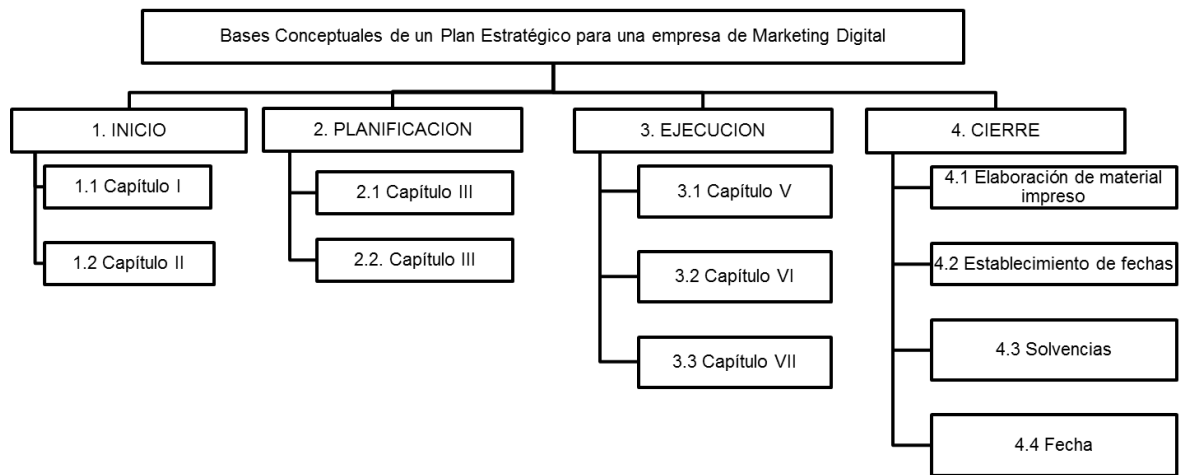 Bases Conceptuales de un Plan Estratégico para una empresa de Marketing Digital
1. INICIO
2. PLANIFICACION
3. EJECUCION
4. CIERRE
1.1 Capítulo I
1.2 Capítulo II
2.1 Capítulo III
2.2. Capítulo III
3.1 Capítulo V
3.2 Capítulo VI
3.3 Capítulo VII
4.1 Elaboración de material
impreso
4.2 Establecimiento de fechas
4.3 Solvencias
4.4 Fecha